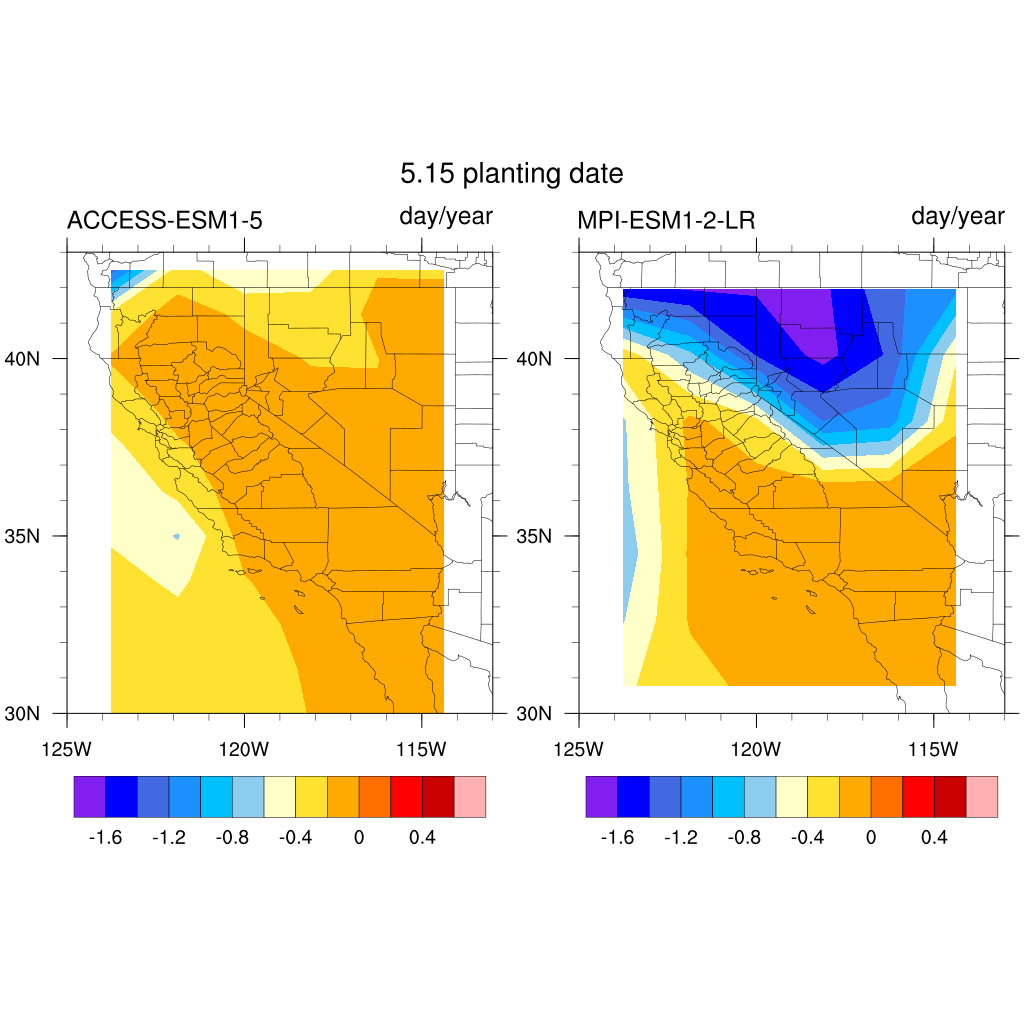 5.15 planting date
ACCESS-ESM1-5 day/year MPI-ESM1-2-LR day/year
40N 40N
35N 35N
30N 30N
125W 120W 115W 125W 120W 115W
-1.6 -1.2 -0.8 -0.4 0 0.4 -1.6 -1.2 -0.8 -0.4 0 0.4